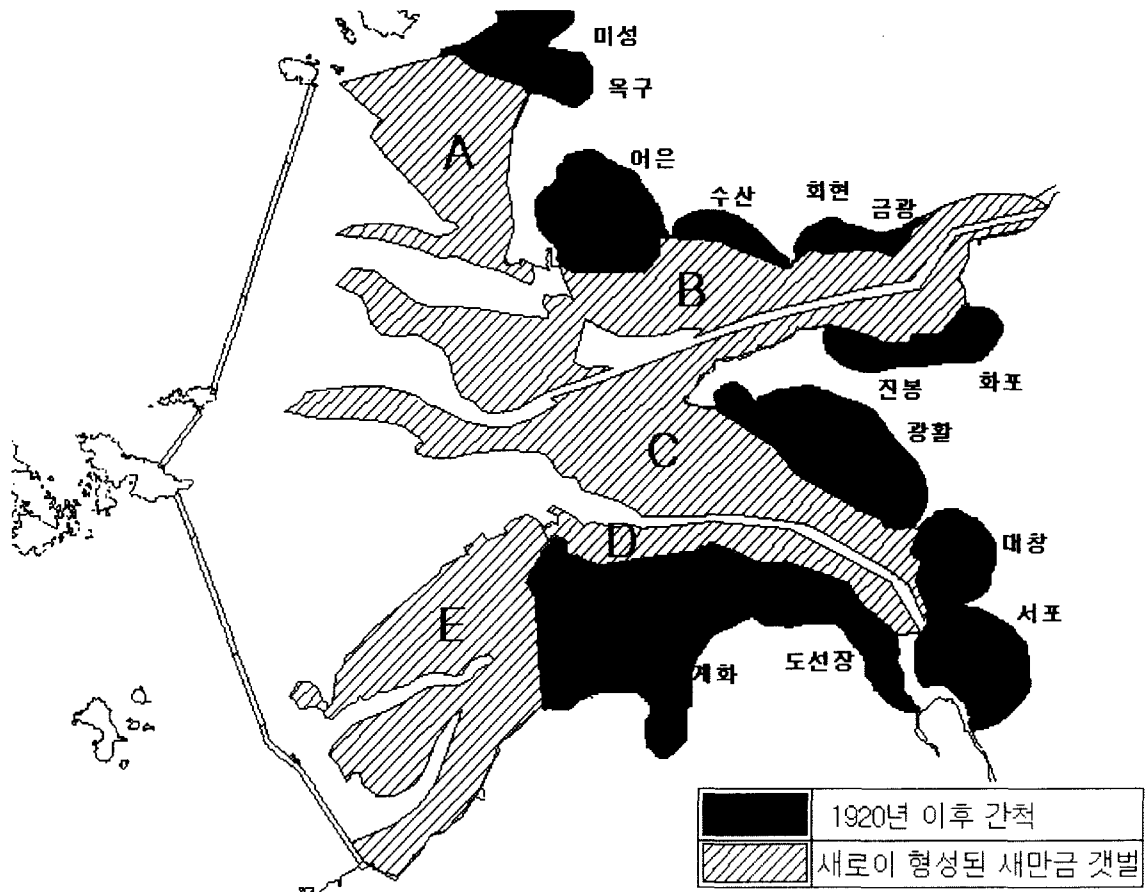 미성
옥구
A
어은
수산
회현
금광
B
진봉
화포
광활
C
대창
D
서포
E
계화
도선장
1920년 이후 간척
새로이 형성된 새만금 갯벌